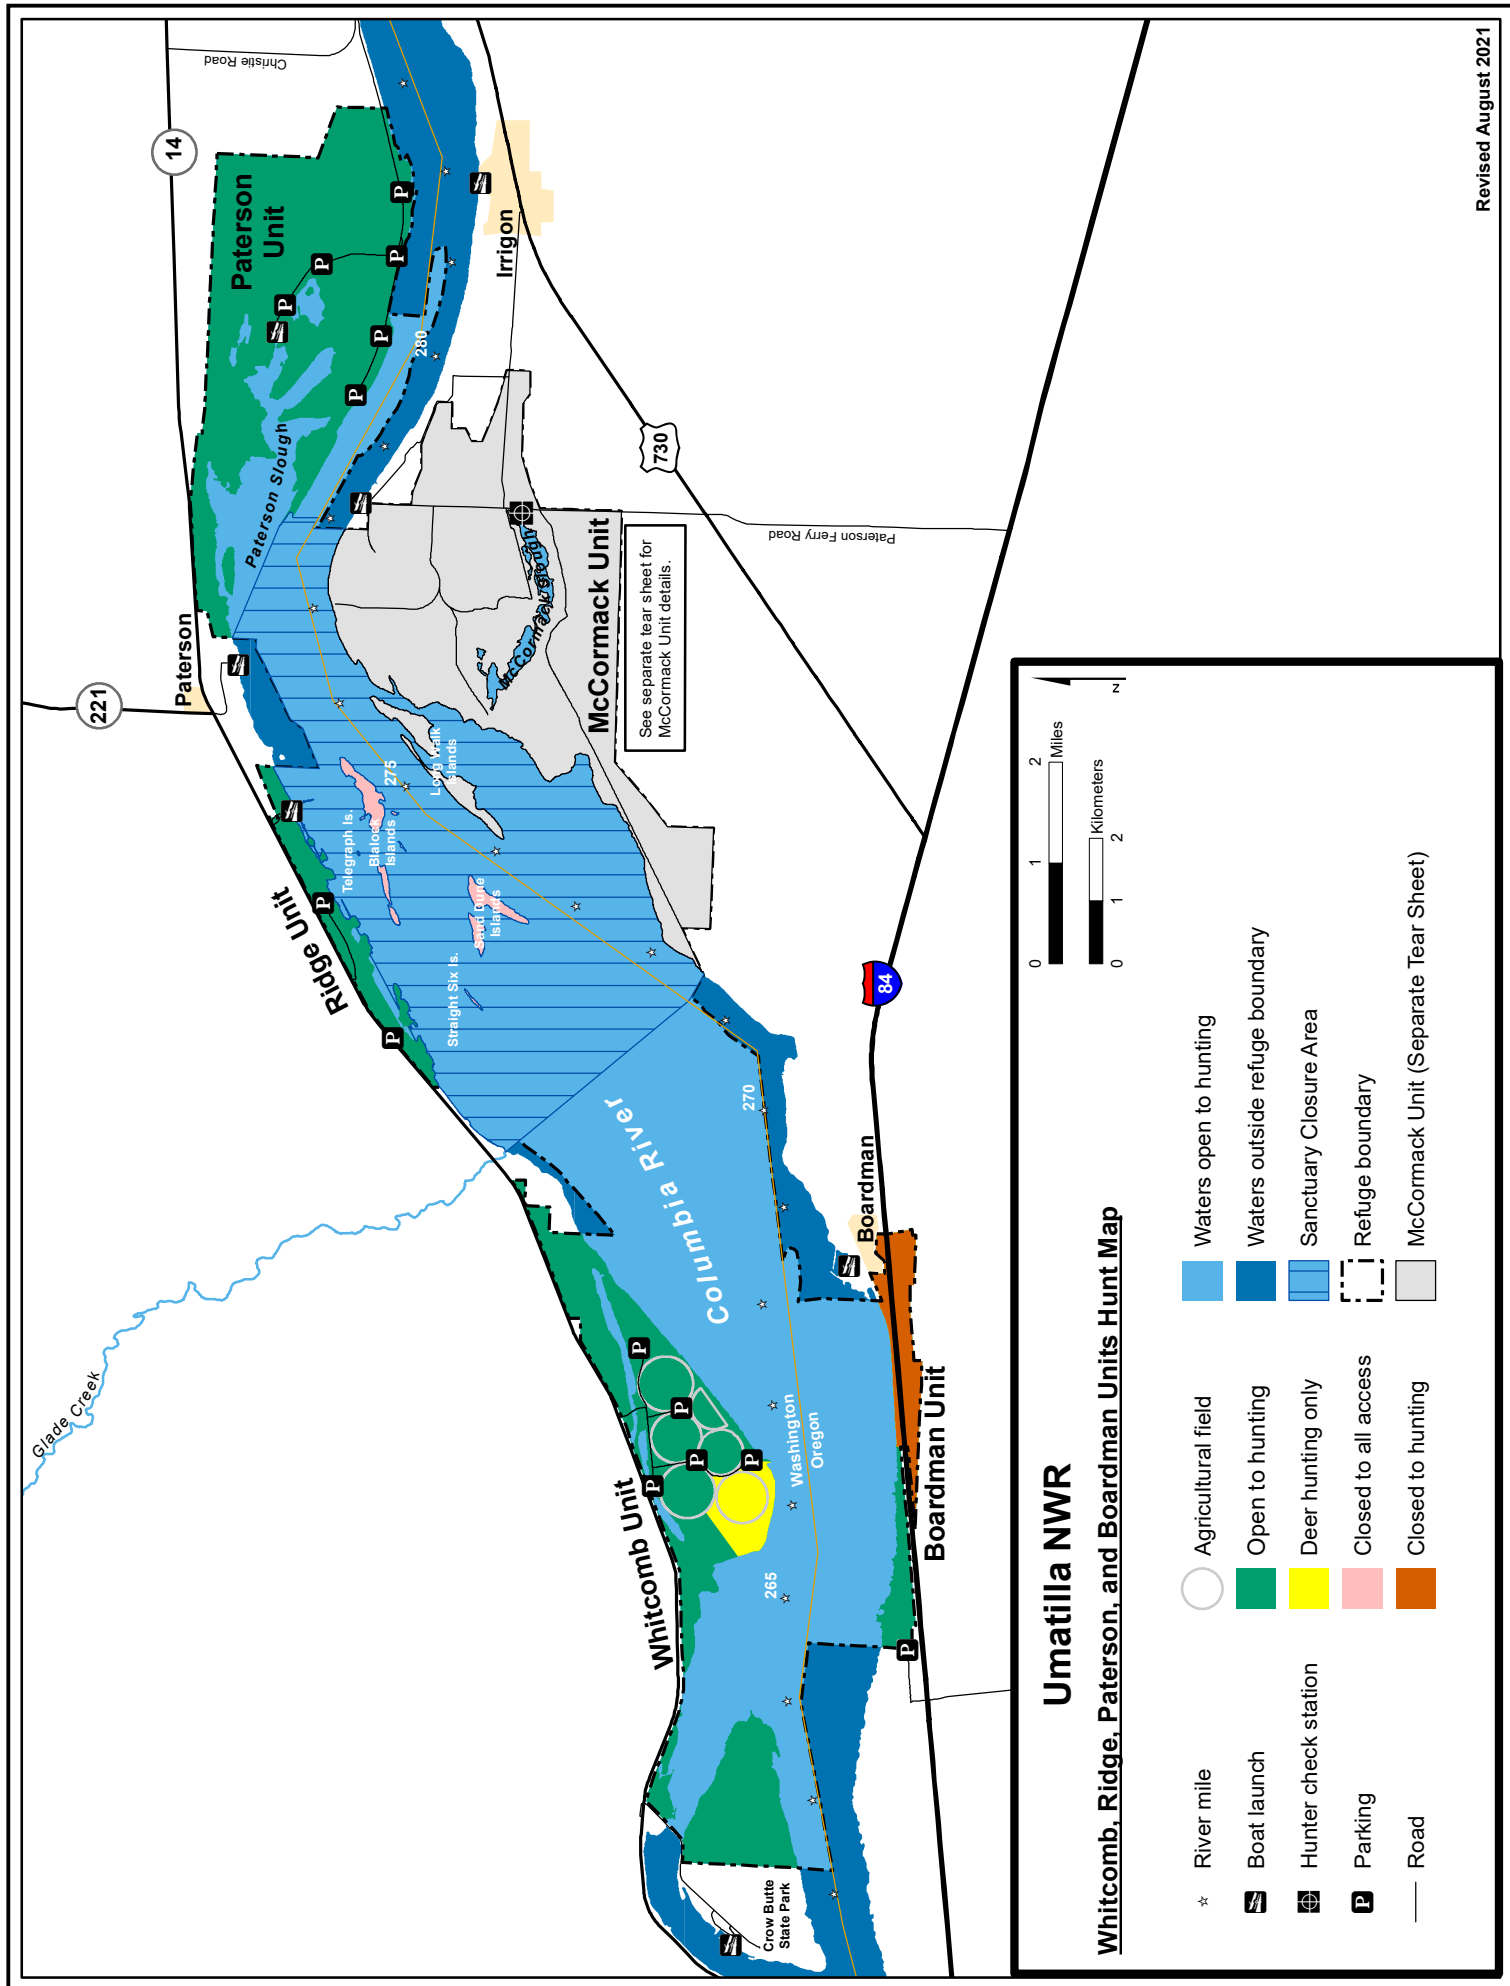 Christie Road
14
Paterson
Unit
Irrigon
280
Paterson Slough
730
Paterson Ferry Road
McCormack Slough
McCormack Unit
See separate tear sheet for
McCormack Unit details.
Paterson
221
275
Long Walk
Islands
Telegraph Is.
Blalock
Islands
Sand Dune
Islands
Straight Six Is.
Ridge Unit
84
270
Columbia River
Boardman
Glade Creek
Washington
Oregon
Boardman Unit
Whitcomb Unit
265
Crow Butte
State Park
Umatilla NWR
Whitcomb, Ridge, Paterson, and Boardman Units Hunt Map
River mile
Boat launch
Hunter check station
P Parking
Road
Agricultural field
Open to hunting
Deer hunting only
Closed to all access
Closed to hunting
Waters open to hunting
Waters outside refuge boundary
Sanctuary Closure Area
Refuge boundary
McCormack Unit (Separate Tear Sheet)
0 1 2
Miles
0 1 2
Kilometers
N
Revised August 2021